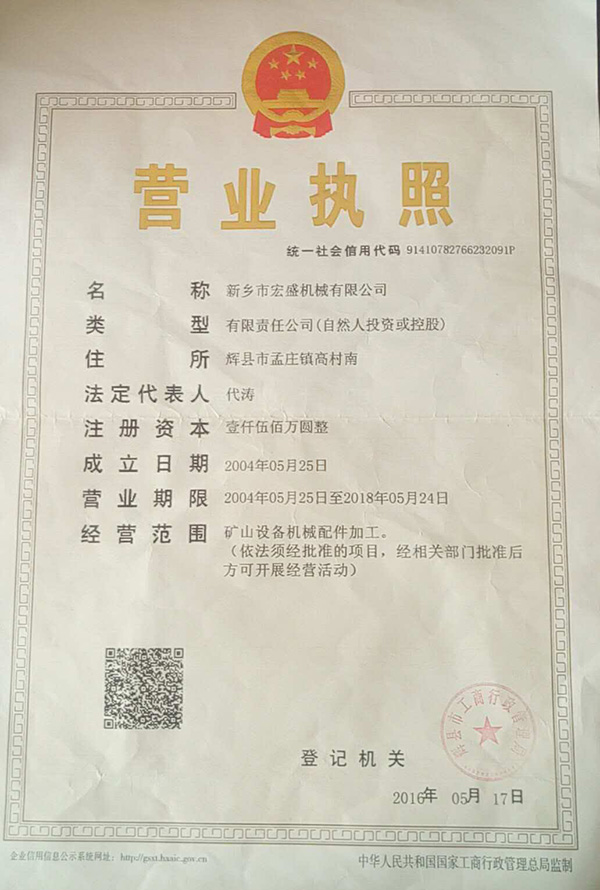 营业执照
统一社会信用代码 91410782766232091P
名称 新乡市宏盛机械有限公司
类型 有限责任公司(自然人投资或控股)
住所 辉县市孟庄镇高村南
法定代表人 代涛
注册资本 壹仟伍佰万圆整
成立日期 2004年05月25日
营业期限 2004年05月25日至2018年05月24日
经营范围 矿山设备机械配件加工。
(依法须经批准的项目，经相关部门批准后
方可开展经营活动)
辉县市工商行政管理局
登记机关
2016年 05月 17日
企业信用信息公示系统网址：http://gsxt.haaic.gov.cn
中华人民共和国国家工商行政管理总局监制